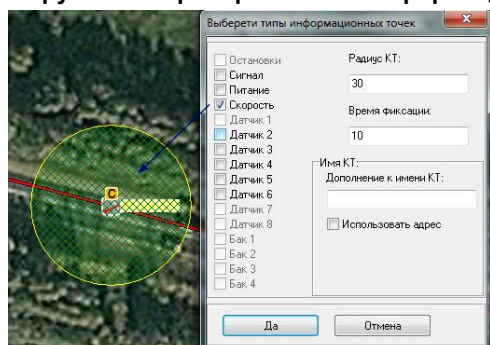 Выберети типы информационных точек
Остановки
Сигнал
Питание
Скорость
Датчик 1
Датчик 2
Датчик 3
Датчик 4
Датчик 5
Датчик 6
Датчик 7
Датчик 8
Бак 1
Бак 2
Бак 3
Бак 4
Радиус КТ:
30
Время фиксации:
10
Имя КТ:
Дополнение к имени КТ:
Использовать адрес
Да
Отмена
С